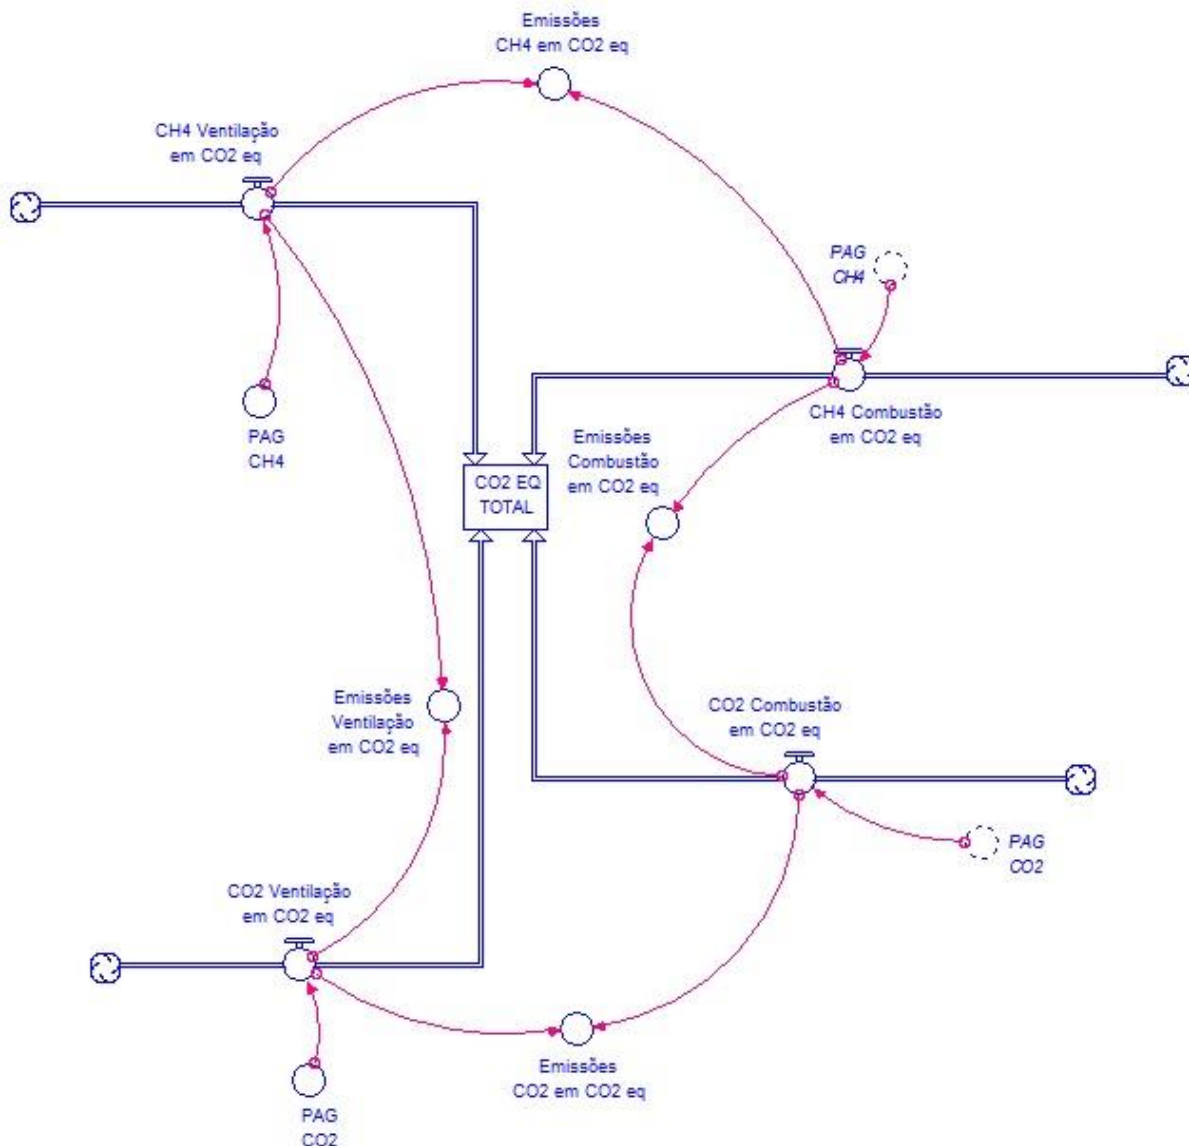 Emissões
CH4 em CO2 eq
CH4 Ventilação
em CO2 eq
PAG
CH4
PAG
CH4
CH4 Combustão
em CO2 eq
Emissões
Combustão
em CO2 eq
CO2 EQ
TOTAL
Emissões
Ventilação
em CO2 eq
CO2 Combustão
em CO2 eq
PAG
CO2
CO2 Ventilação
em CO2 eq
Emissões
CO2 em CO2 eq
PAG
CO2